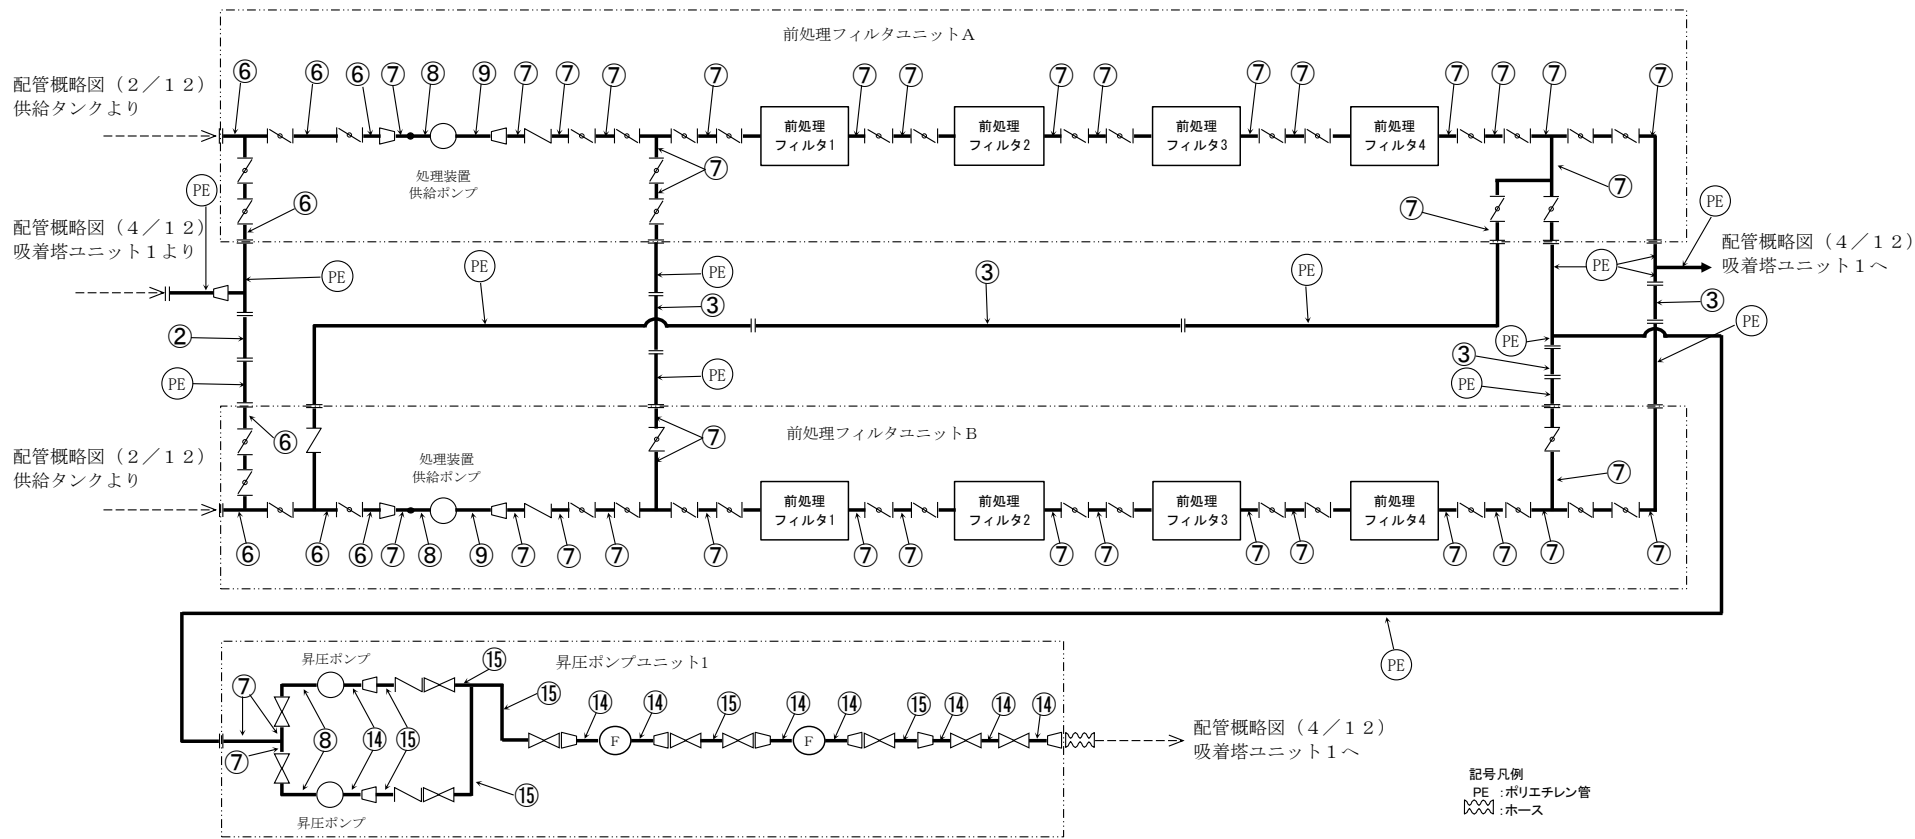 前処理フィルタユニットA
配管概略図（2／12）
供給タンクより
⑥ ⑥ ⑥ ⑦ ⑧ ⑨ ⑦ ⑦ ⑦ ⑦ ⑦ ⑦ ⑦ ⑦ ⑦ ⑦ ⑦ ⑦ ⑦ ⑦
前処理
フィルタ1
前処理
フィルタ2
前処理
フィルタ3
前処理
フィルタ4
処理装置
供給ポンプ
PE
⑥
⑦
⑦
⑦
PE
配管概略図（4／12）
吸着塔ユニット1より
配管概略図（4／12）
吸着塔ユニット1へ
PE
PE
PE
PE
PE
③
③
③
②
PE
PE
PE
③
PE
PE
⑥
⑦
前処理フィルタユニットB
配管概略図（2／12）
供給タンクより
処理装置
供給ポンプ
⑦
前処理
フィルタ1
前処理
フィルタ2
前処理
フィルタ3
前処理
フィルタ4
⑥ ⑥ ⑥ ⑦ ⑧ ⑨ ⑦ ⑦ ⑦ ⑦ ⑦ ⑦ ⑦ ⑦ ⑦ ⑦ ⑦ ⑦ ⑦ ⑦
PE
昇圧ポンプ
⑮
昇圧ポンプユニット1
⑦
⑮
⑭ ⑭ ⑮ ⑭ ⑭ ⑮ ⑭ ⑭ ⑭
F
F
⑧ ⑭ ⑮
⑦
⑮
昇圧ポンプ
配管概略図（4／12）
吸着塔ユニット1へ
記号凡例
PE ：ポリエチレン管
：ホース